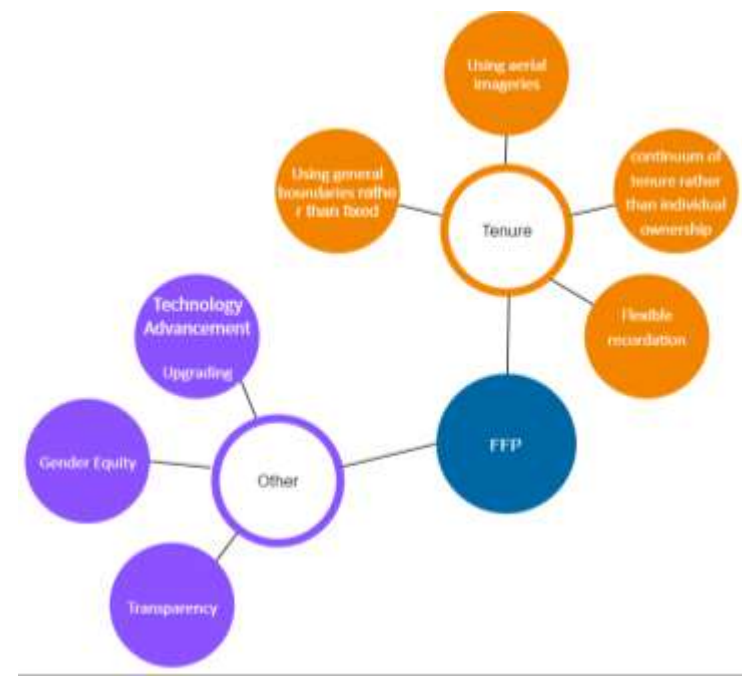 Using aerial
imageries
Using general
boundaries rathe
r than fixed
continuum of
tenure rather
than individual
ownership
Tenure
Flexible
recordation
Technology
Advancement
Upgrading
FFP
Gender Equity
Other
Transparency